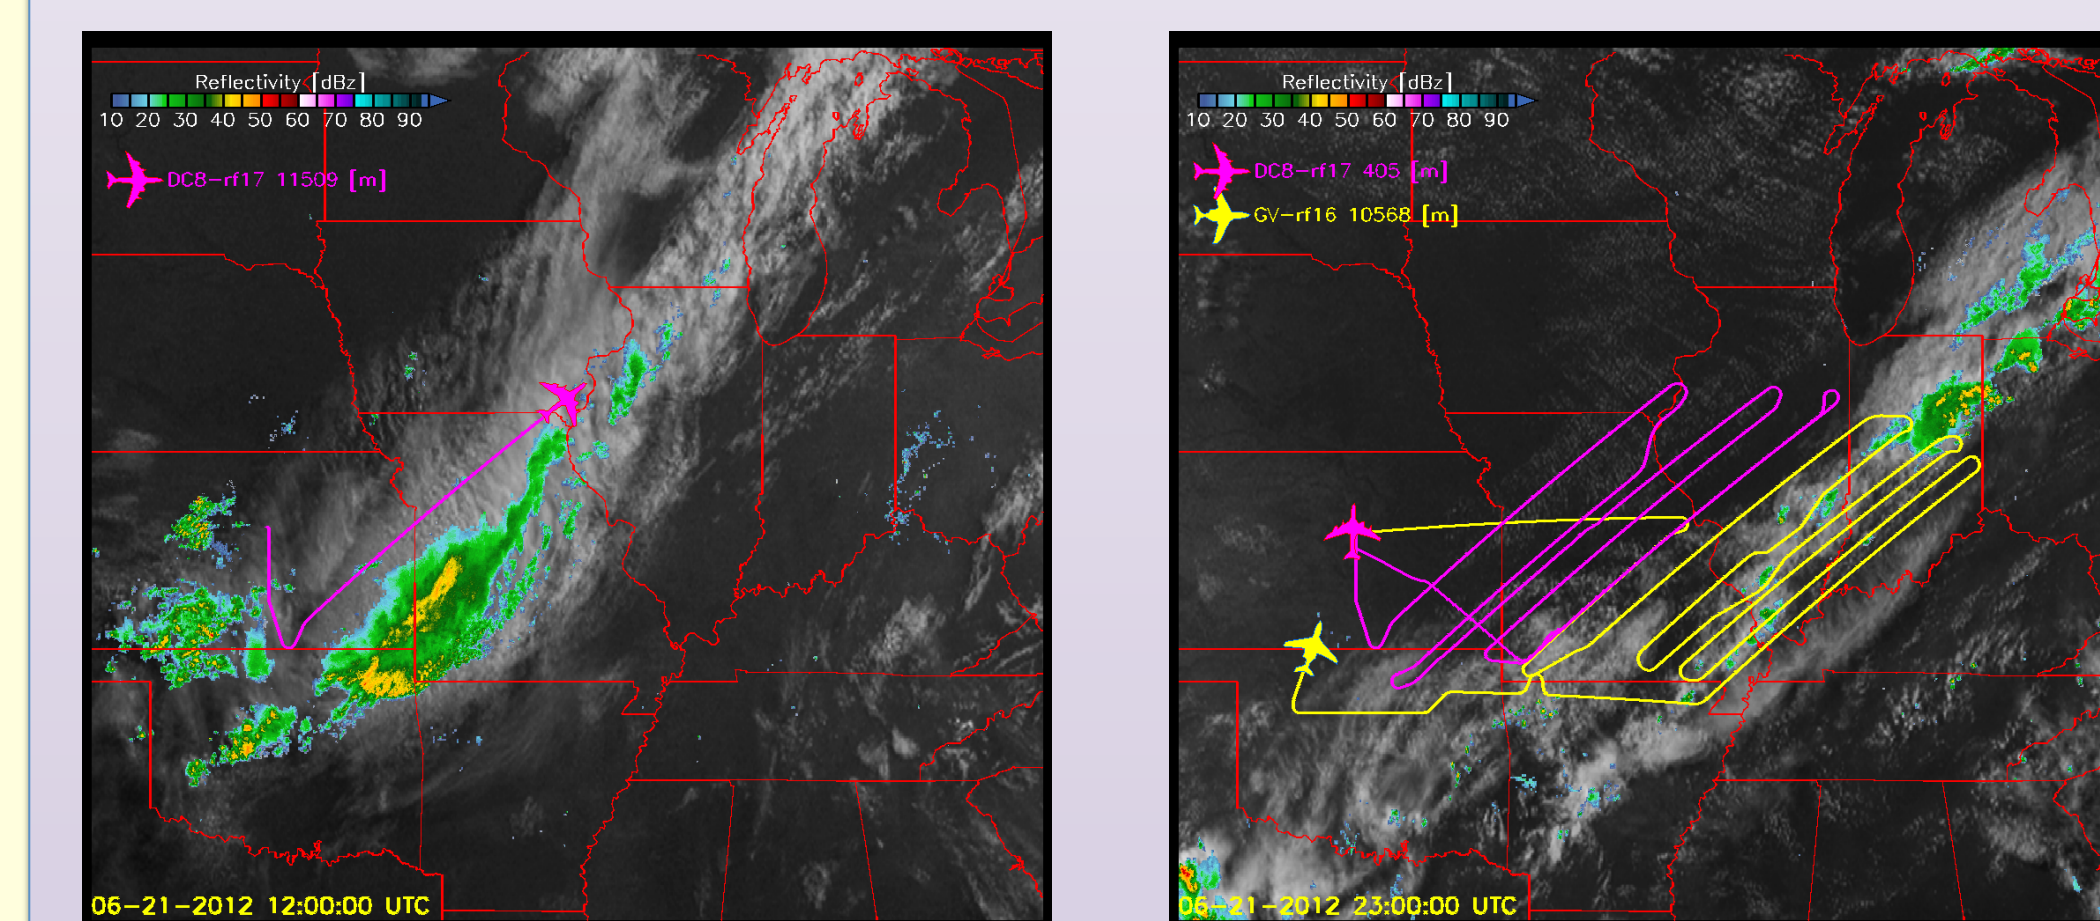 Reflectivity [dBz]
10 20 30 40 50 60 70 80 90
DC8-rf17 11509 [m]
06-21-2012 12:00:00 UTC
Reflectivity [dBz]
10 20 30 40 50 60 70 80 90
DC8-rf17 405 [m]
GV-rf16 10568 [m]
06-21-2012 23:00:00 UTC